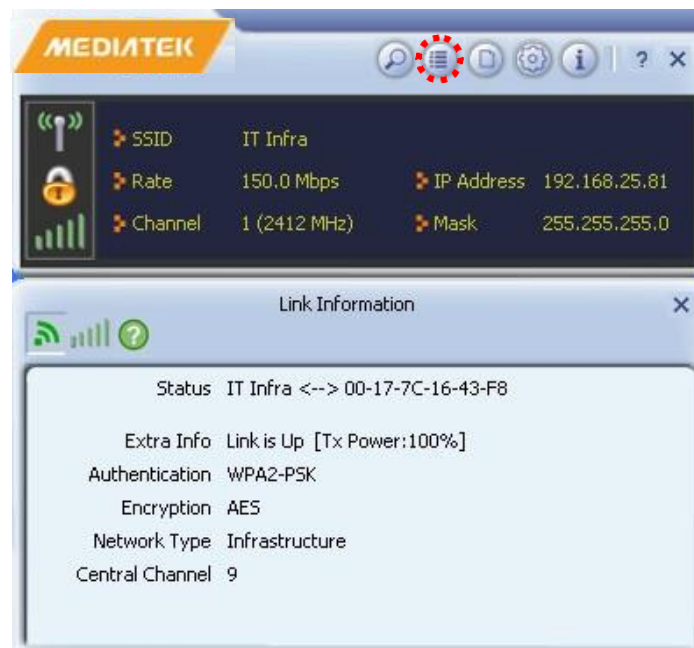 MEDIATEK
i ? ×
SSID IT Infra
Rate 150.0 Mbps IP Address 192.168.25.81
Channel 1 (2412 MHz) Mask 255.255.255.0
Link Information ×
?
Status IT Infra <--> 00-17-7C-16-43-F8
Extra Info Link is Up [Tx Power:100%]
Authentication WPA2-PSK
Encryption AES
Network Type Infrastructure
Central Channel 9